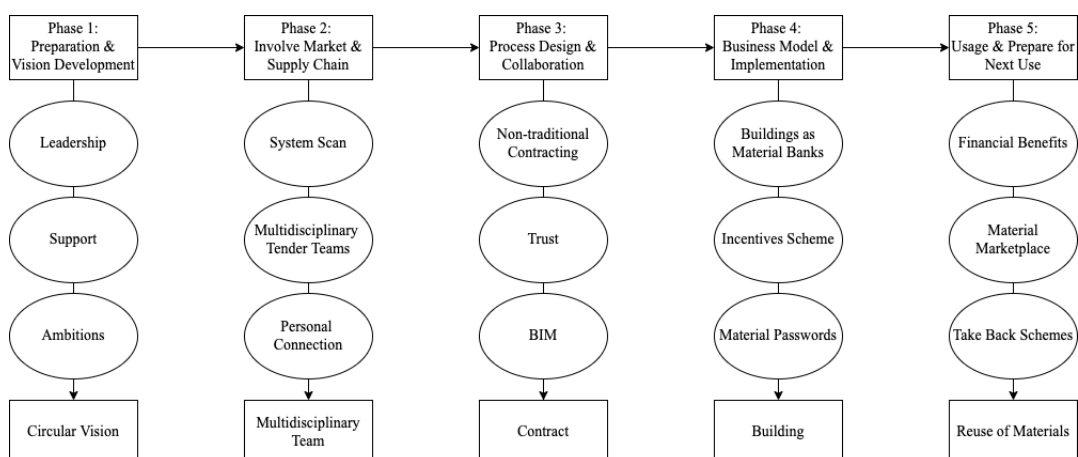 Phase 1:
Preparation &
Vision Development
Phase 2:
Involve Market &
Supply Chain
Phase 3:
Process Design &
Collaboration
Phase 4:
Business Model &
Implementation
Phase 5:
Usage & Prepare for
Next Use
Leadership
System Scan
Non-traditional
Contracting
Buildings as
Material Banks
Financial Benefits
Support
Multidisciplinary
Tender Teams
Trust
Incentives Scheme
Material
Marketplace
Ambitions
Personal
Connection
BIM
Material Passwords
Take Back Schemes
Circular Vision
Multidisciplinary
Team
Contract
Building
Reuse of Materials